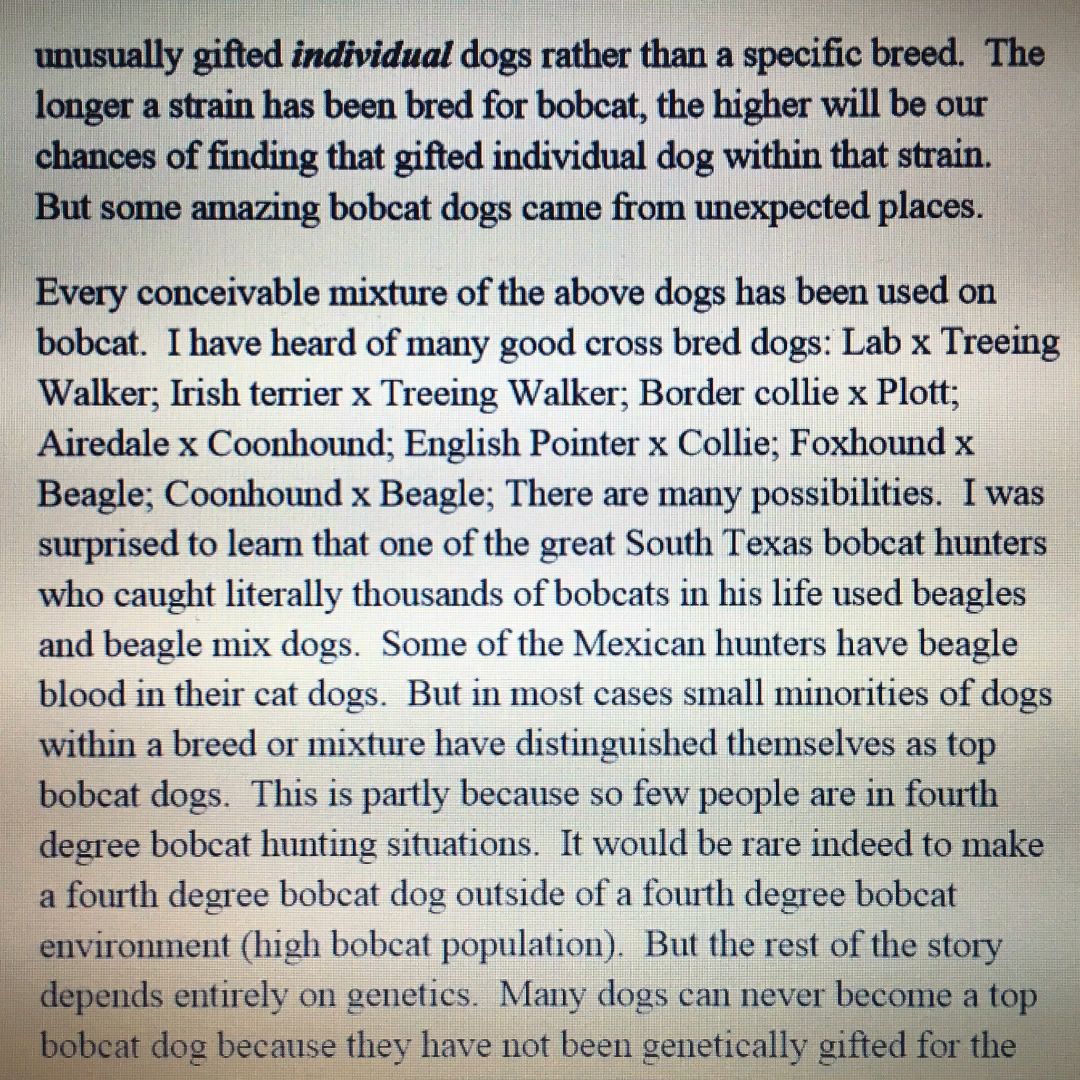 unusually gifted individual dogs rather than a specific breed.  The
longer a strain has been bred for bobcat, the higher will be our
chances of finding that gifted individual dog within that strain.
But some amazing bobcat dogs came from unexpected places.
Every conceivable mixture of the above dogs has been used on
bobcat.  I have heard of many good cross bred dogs: Lab x Treeing
Walker; Irish terrier x Treeing Walker; Border collie x Plott;
Airedale x Coonhound; English Pointer x Collie; Foxhound x
Beagle; Coonhound x Beagle; There are many possibilities.  I was
surprised to learn that one of the great South Texas bobcat hunters
who caught literally thousands of bobcats in his life used beagles
and beagle mix dogs.  Some of the Mexican hunters have beagle
blood in their cat dogs.  But in most cases small minorities of dogs
within a breed or mixture have distinguished themselves as top
bobcat dogs.  This is partly because so few people are in fourth
degree bobcat hunting situations.  It would be rare indeed to make
a fourth degree bobcat dog outside of a fourth degree bobcat
environment (high bobcat population).  But the rest of the story
depends entirely on genetics.  Many dogs can never become a top
bobcat dog because they have not been genetically gifted for the